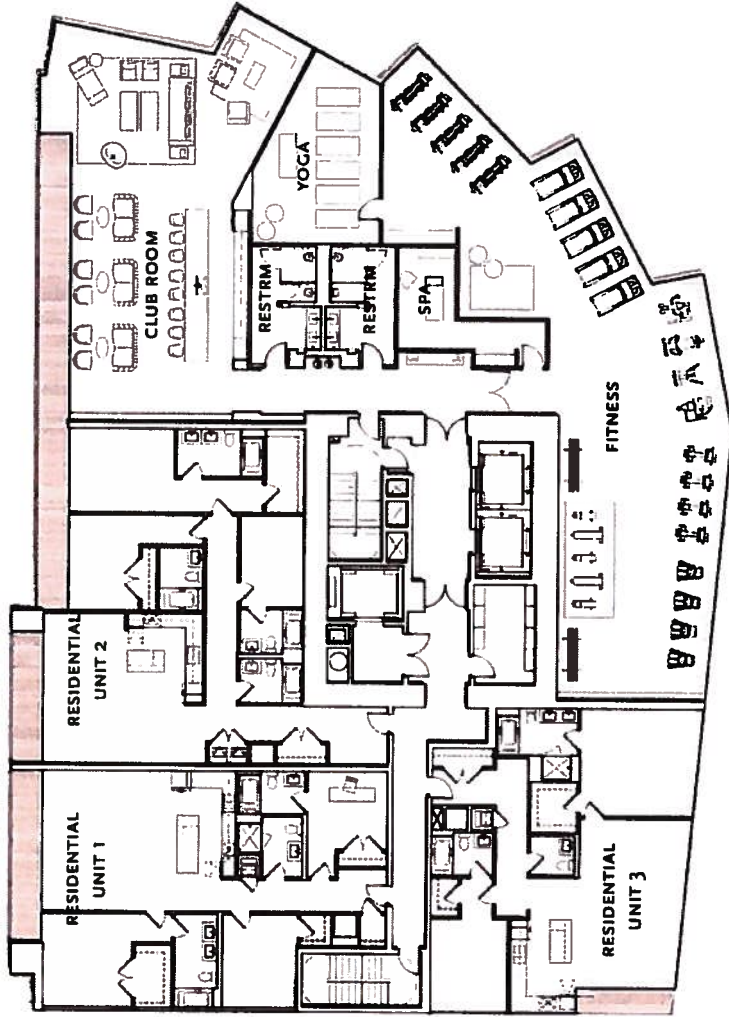 CLUB ROOM
YOGA
RESTRM
RESTRM
SPA
FITNESS
RESIDENTIAL
UNIT 2
RESIDENTIAL
UNIT 1
RESIDENTIAL
UNIT 3